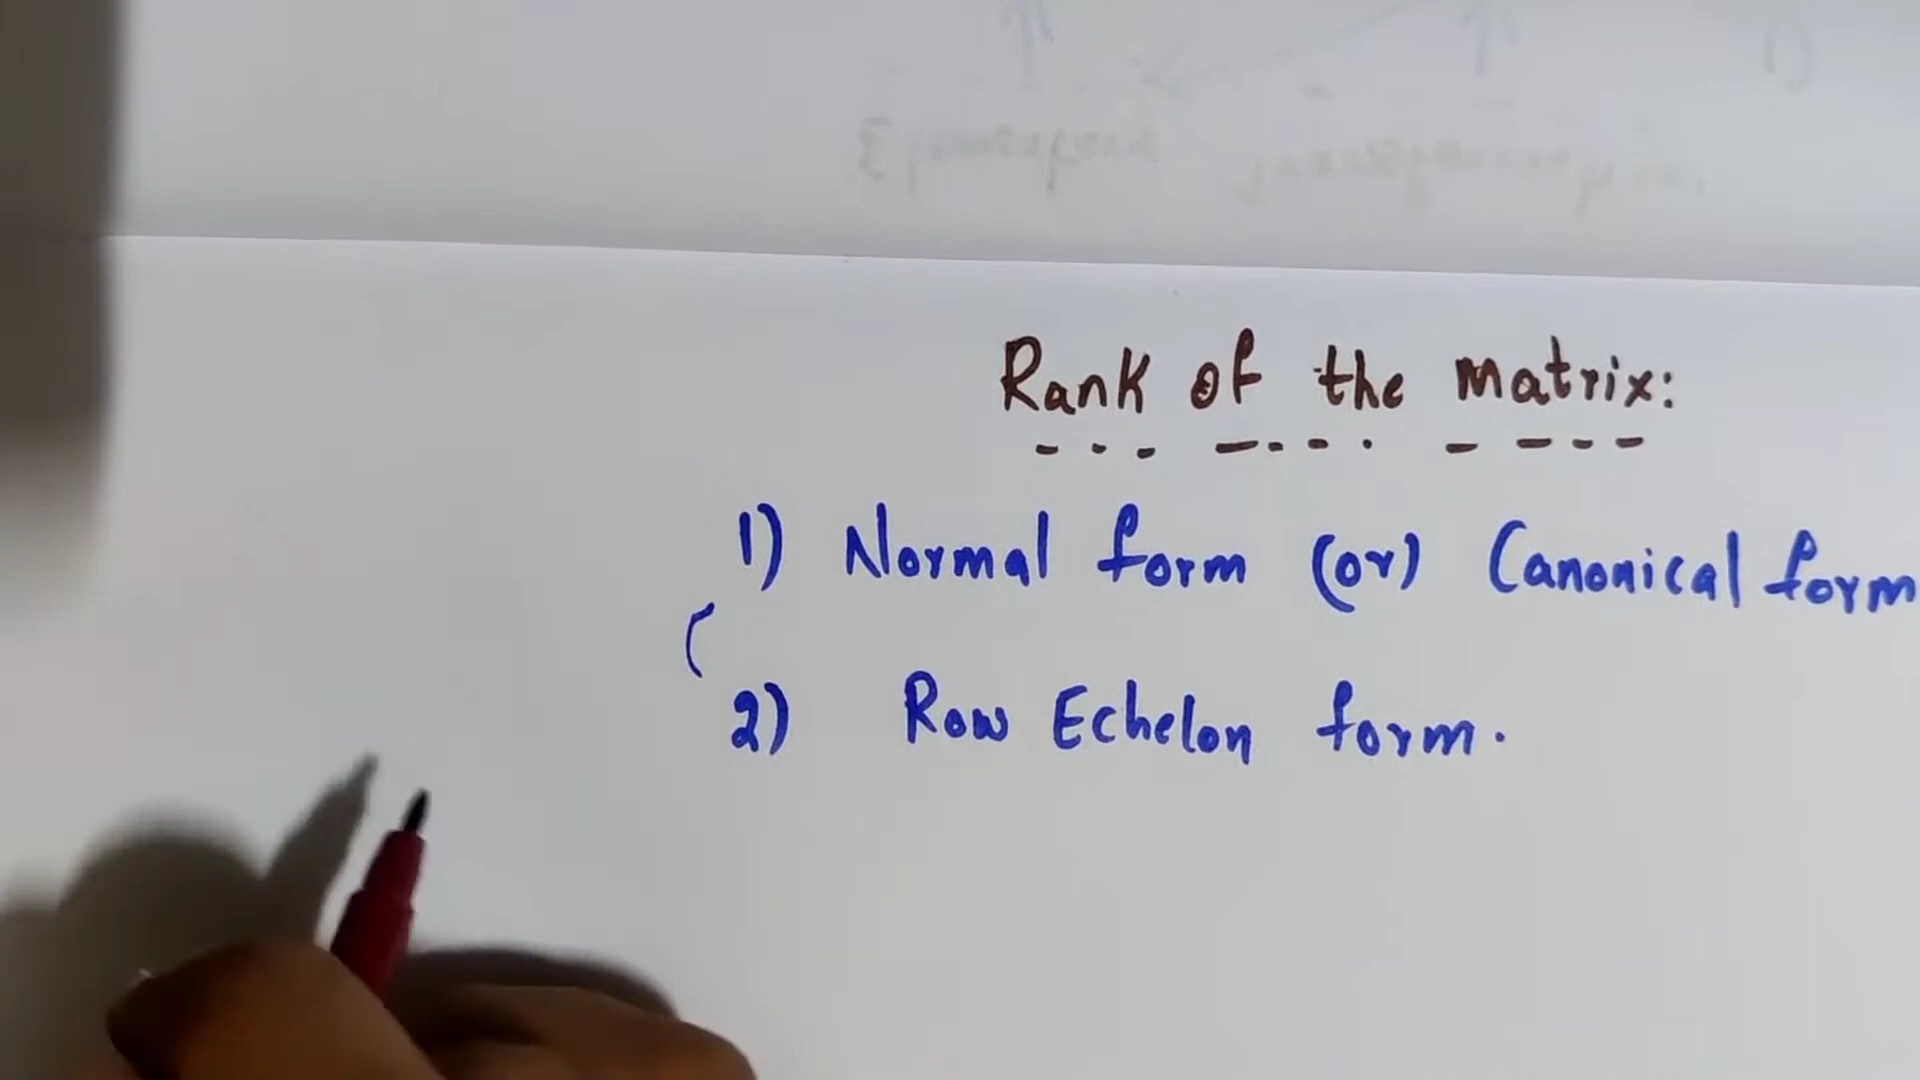 Rank of the matrix:
1) Normal form (or) Canonical form
(
2) Row Echelon form.